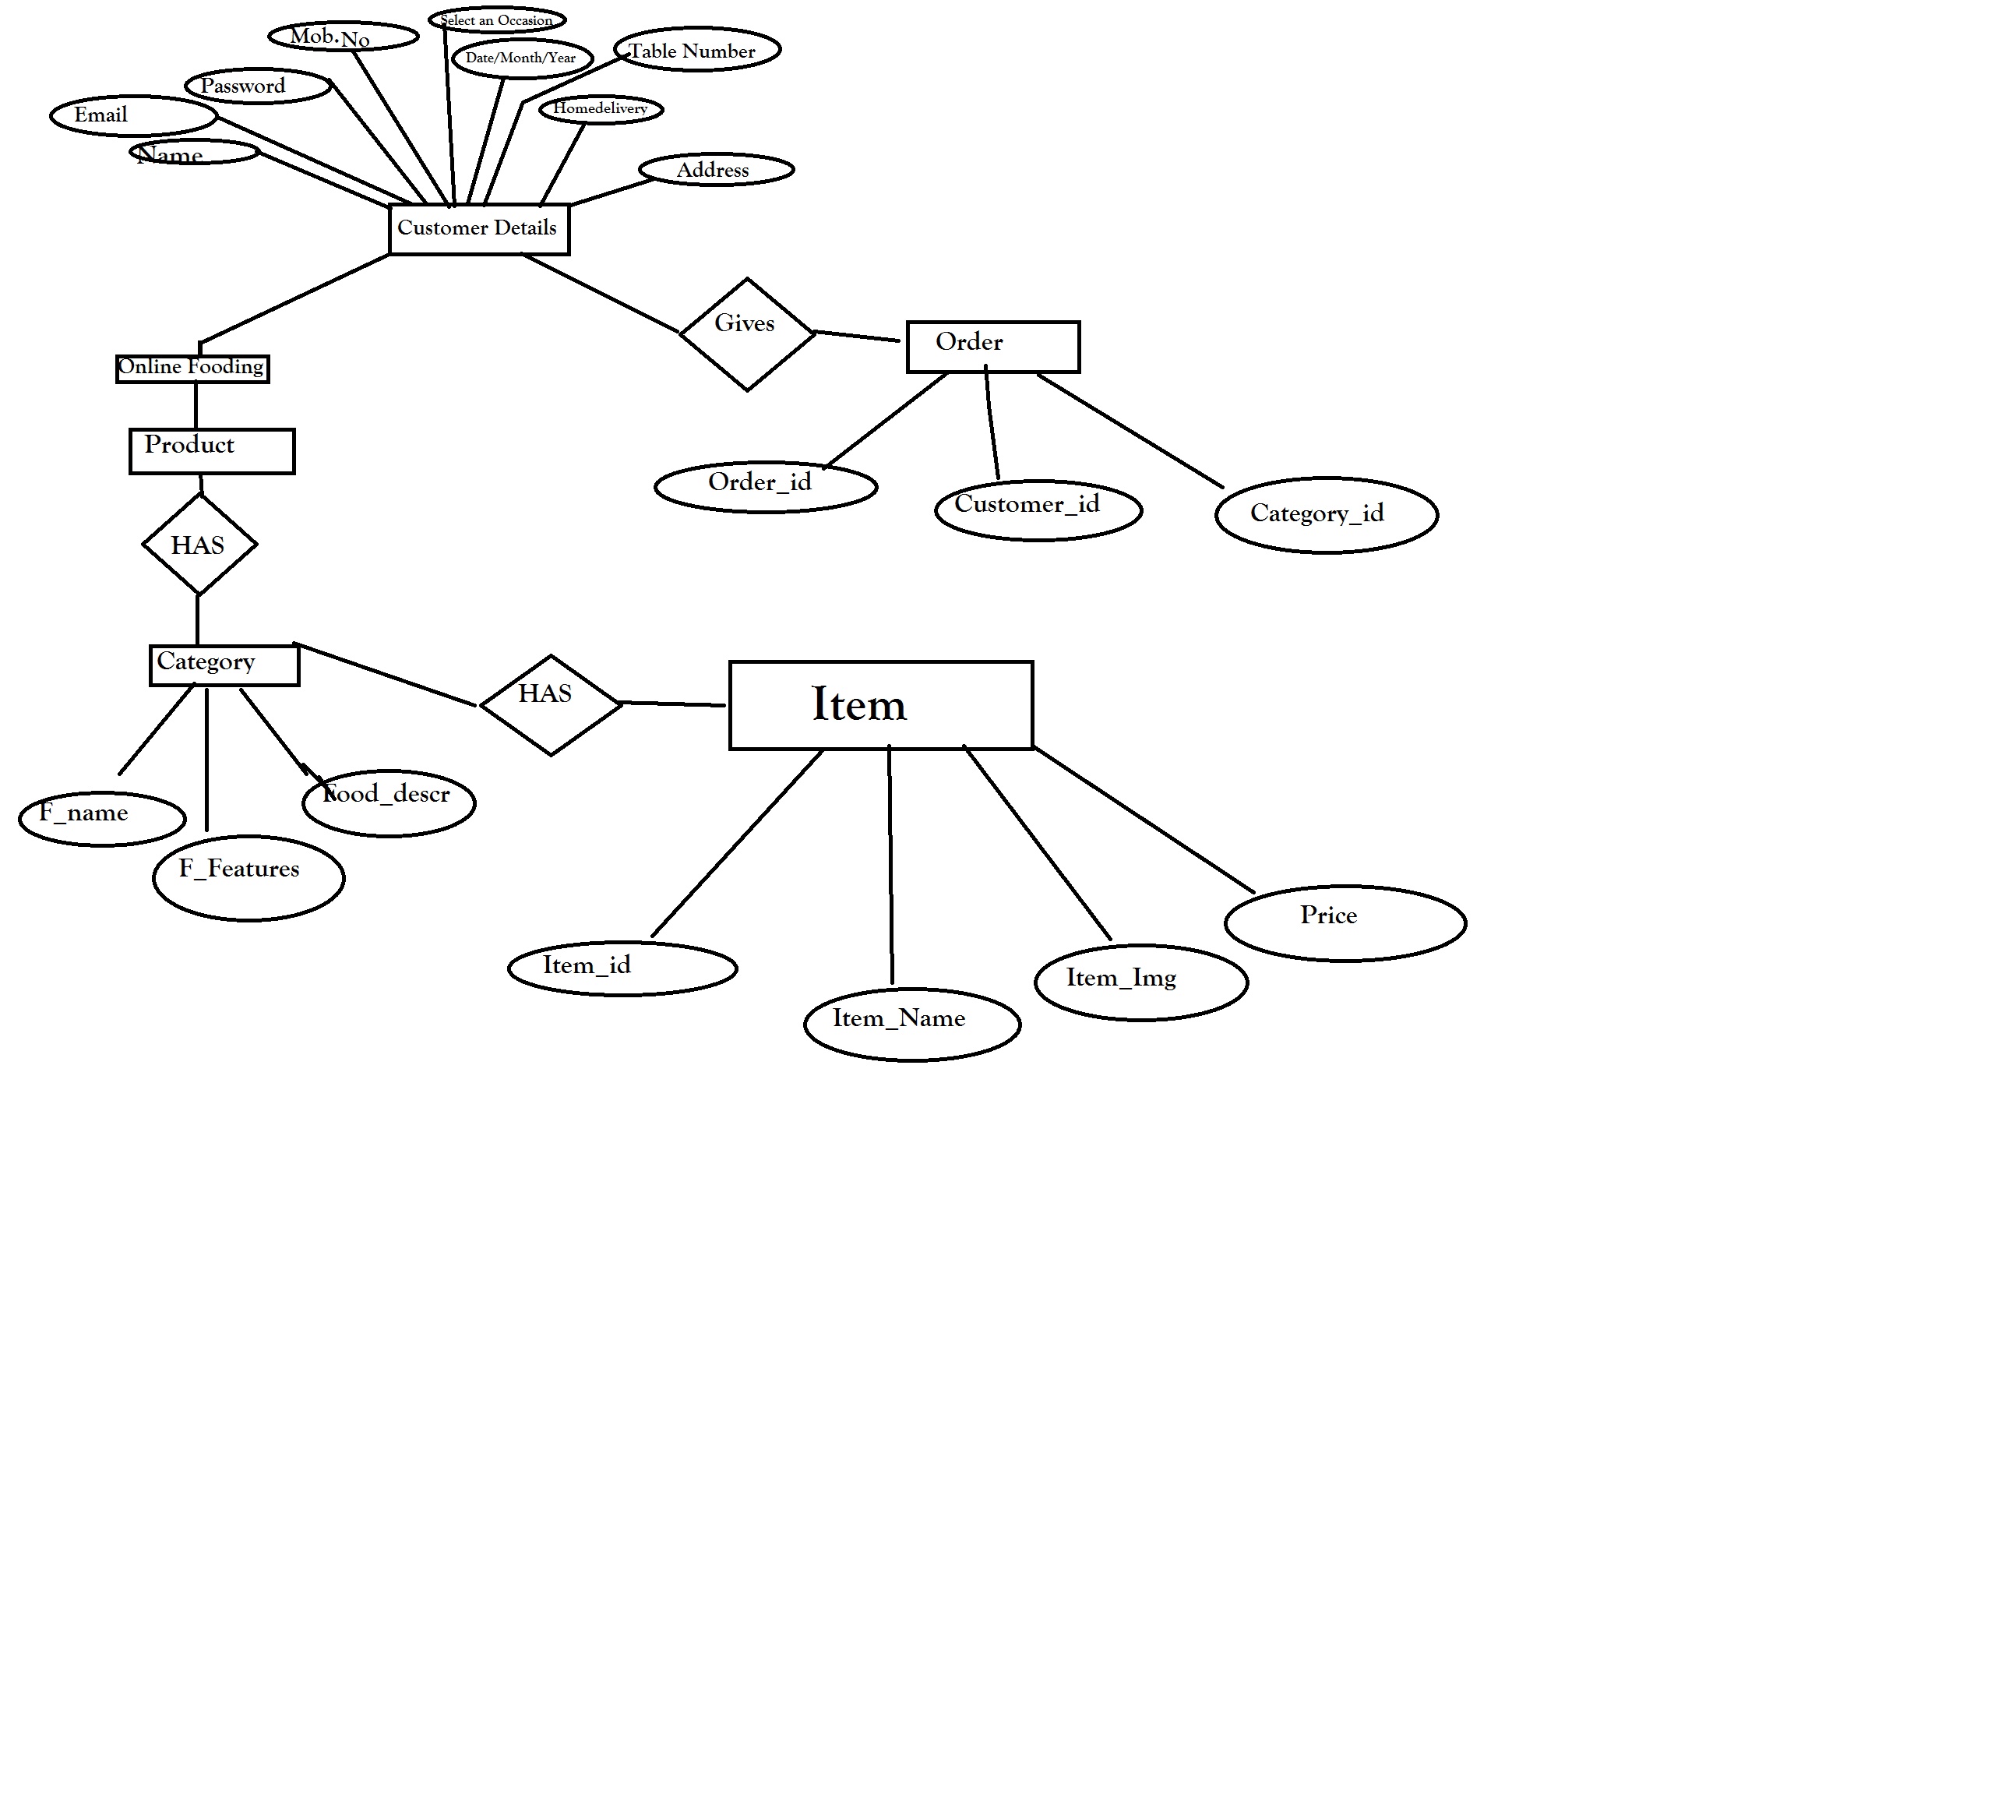 Select an Occasion
Mob.No
Table Number
Date/Month/Year
Password
Homedelivery
Email
Name
Address
Customer Details
Gives
Order
Online Fooding
Product
Order_id
Customer_id
Category_id
HAS
Category
HAS
Item
Food_descr
F_name
F_Features
Price
Item_id
Item_Img
Item_Name